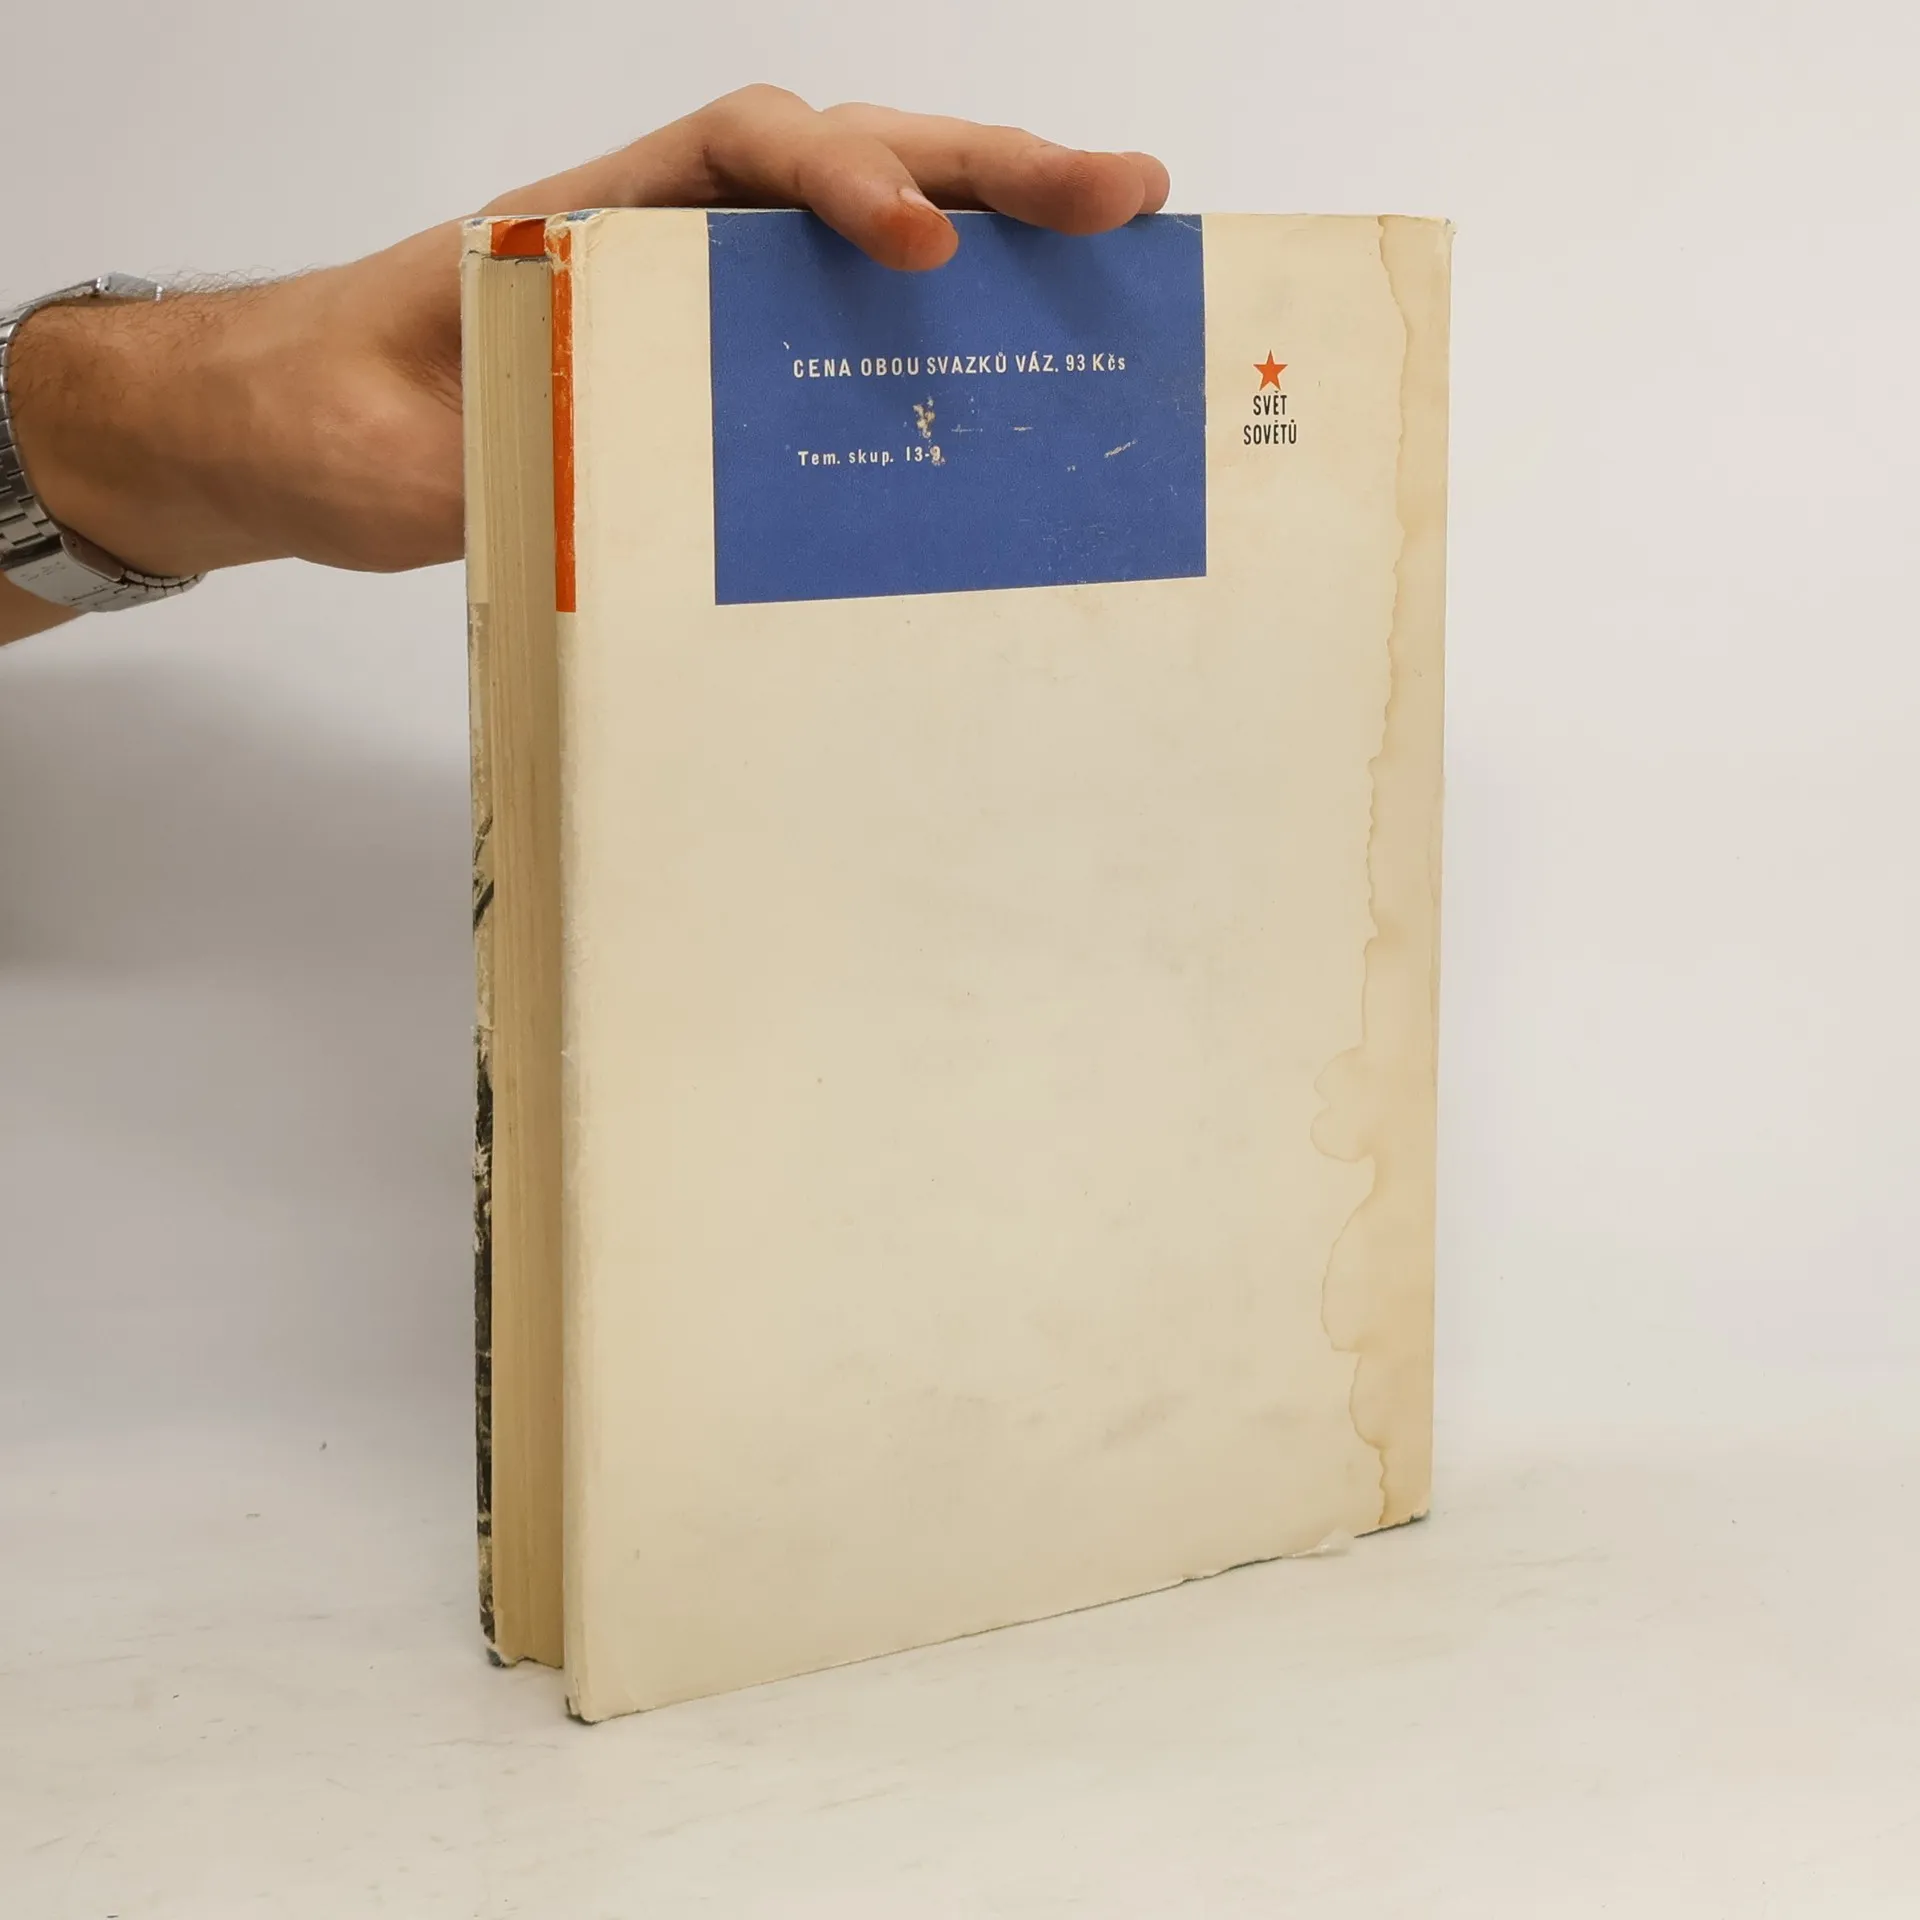 CENA OBOU SVAZKŮ VÁZ. 93 Kčs
Tem. skup. 13-9
SVĚT
SOVĚTŮ